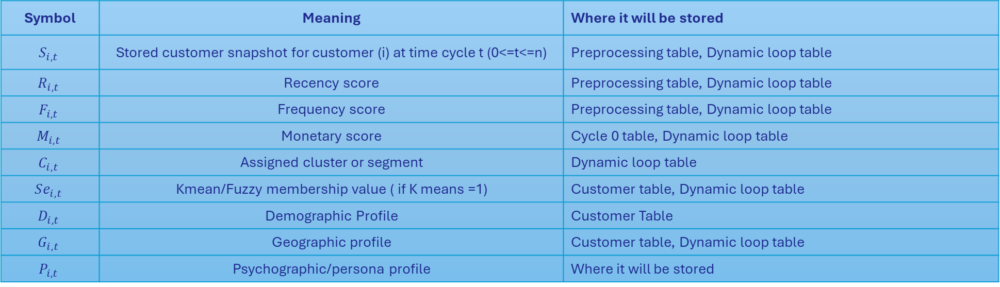 Symbol Meaning Where it will be stored
S_{i,t} Stored customer snapshot for customer (i) at time cycle t (0<=t<=n) Preprocessing table, Dynamic loop table
R_{i,t} Recency score Preprocessing table, Dynamic loop table
F_{i,t} Frequency score Preprocessing table, Dynamic loop table
M_{i,t} Monetary score Cycle 0 table, Dynamic loop table
C_{i,t} Assigned cluster or segment Dynamic loop table
Se_{i,t} Kmean/Fuzzy membership value ( if K means =1) Customer table, Dynamic loop table
D_{i,t} Demographic Profile Customer Table
G_{i,t} Geographic profile Customer table, Dynamic loop table
P_{i,t} Psychographic/persona profile Where it will be stored